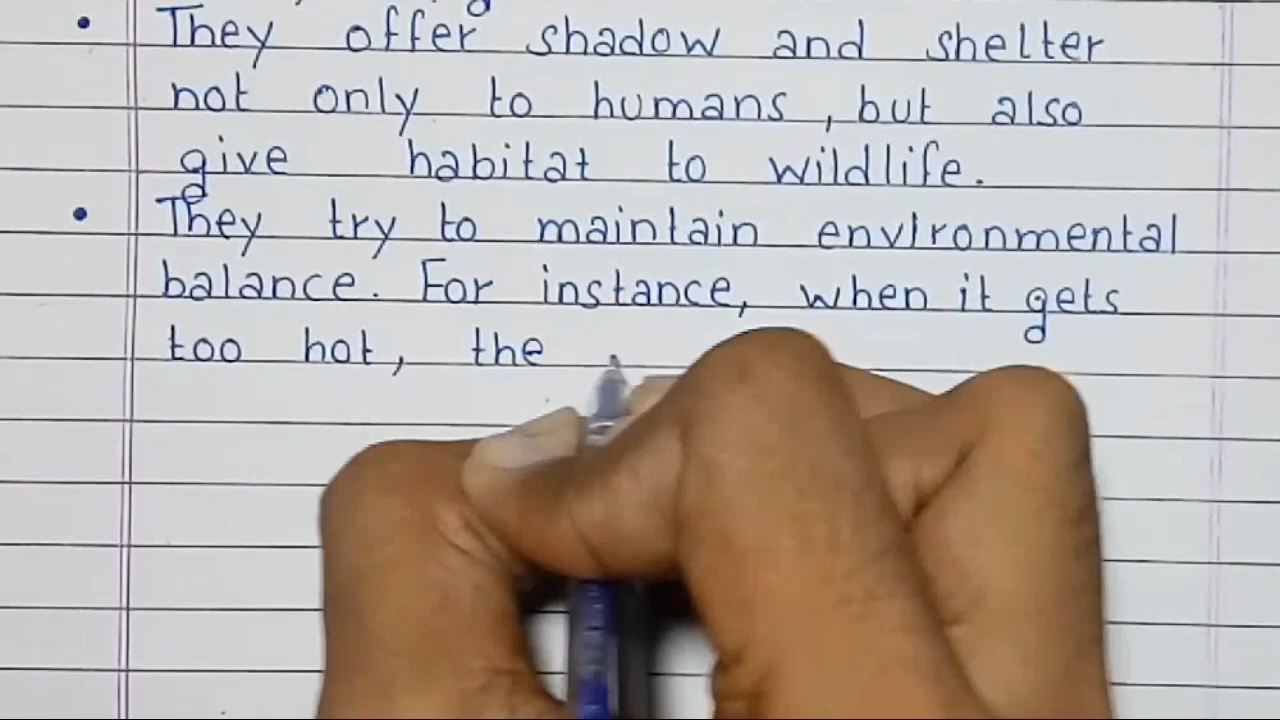 • They offer shadow and shelter
not only to humans, but also
give habitat to wildlife.
• They try to maintain environmental
balance. For instance, when it gets
too hot, the